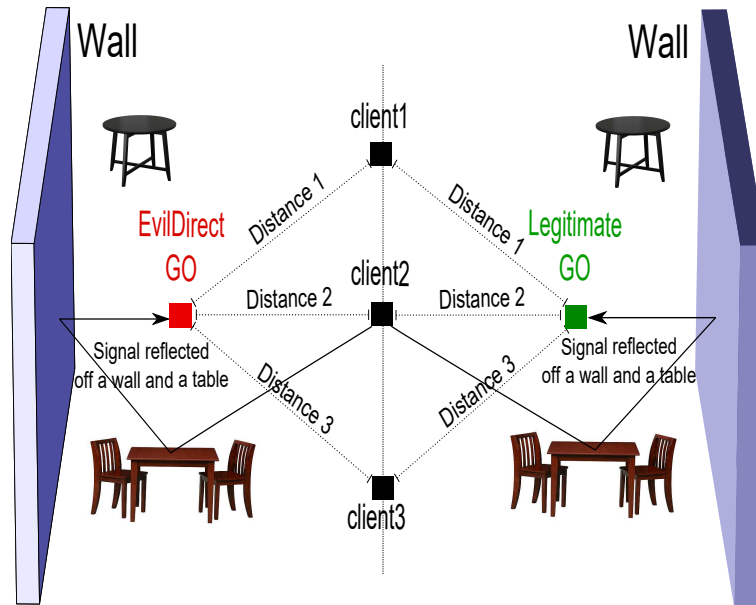 Wall
Wall
client1
Distance 1
Distance 1
EvilDirect
GO
Legitimate
GO
client2
Distance 2
Distance 2
Signal reflected
off a wall and a table
Signal reflected
off a wall and a table
Distance 3
Distance 3
client3